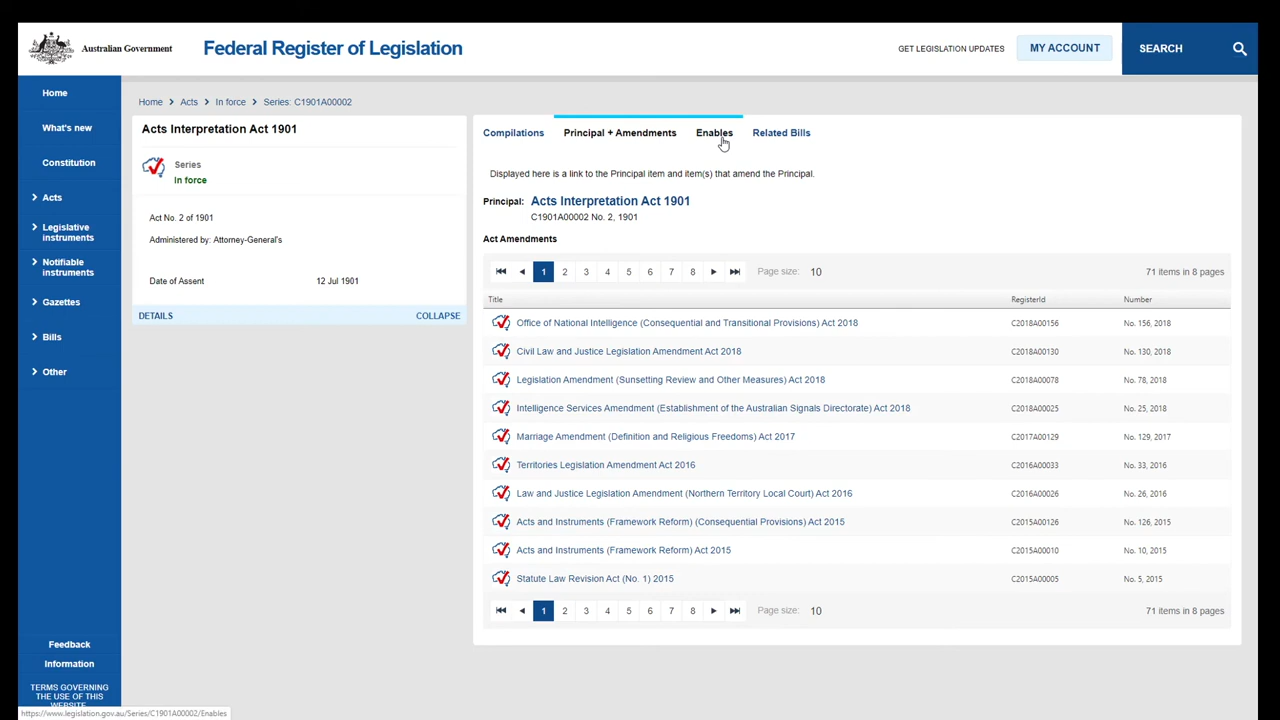 Australian Government
Federal Register of Legislation
GET LEGISLATION UPDATES
MY ACCOUNT
SEARCH
Home
What's new
Constitution
Acts
Legislative
instruments
Notifiable
instruments
Gazettes
Bills
Other
Feedback
Information
TERMS GOVERNING
THE USE OF THIS
WEBSITE
Home > Acts > In force > Series: C1901A00002
Acts Interpretation Act 1901
Series
In force
Act No. 2 of 1901
Administered by: Attorney-General's
Date of Assent 12 Jul 1901
DETAILS COLLAPSE
Compilations Principal + Amendments Enables Related Bills
Displayed here is a link to the Principal item and item(s) that amend the Principal.
Principal: Acts Interpretation Act 1901
C1901A00002 No. 2, 1901
Act Amendments
1 2 3 4 5 6 7 8 Page size: 10 71 items in 8 pages
Title RegisterId Number
Office of National Intelligence (Consequential and Transitional Provisions) Act 2018 C2018A00156 No. 156, 2018
Civil Law and Justice Legislation Amendment Act 2018 C2018A00130 No. 130, 2018
Legislation Amendment (Sunsetting Review and Other Measures) Act 2018 C2018A00078 No. 78, 2018
Intelligence Services Amendment (Establishment of the Australian Signals Directorate) Act 2018 C2018A00025 No. 25, 2018
Marriage Amendment (Definition and Religious Freedoms) Act 2017 C2017A00129 No. 129, 2017
Territories Legislation Amendment Act 2016 C2016A00033 No. 33, 2016
Law and Justice Legislation Amendment (Northern Territory Local Court) Act 2016 C2016A00026 No. 26, 2016
Acts and Instruments (Framework Reform) (Consequential Provisions) Act 2015 C2015A00126 No. 126, 2015
Acts and Instruments (Framework Reform) Act 2015 C2015A00010 No. 10, 2015
Statute Law Revision Act (No. 1) 2015 C2015A00005 No. 5, 2015
1 2 3 4 5 6 7 8 Page size: 10 71 items in 8 pages
https://www.legislation.gov.au/Series/C1901A00002/Enables